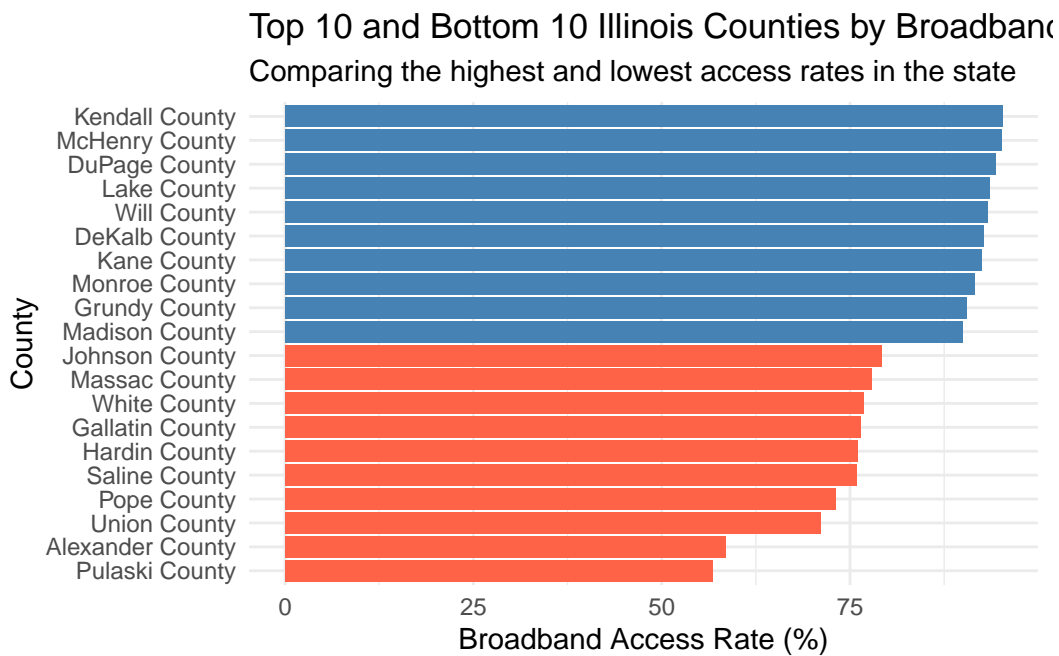 Top 10 and Bottom 10 Illinois Counties by Broadband
Comparing the highest and lowest access rates in the state
County
Kendall County
McHenry County
DuPage County
Lake County
Will County
DeKalb County
Kane County
Monroe County
Grundy County
Madison County
Johnson County
Massac County
White County
Gallatin County
Hardin County
Saline County
Pope County
Union County
Alexander County
Pulaski County
0 25 50 75
Broadband Access Rate (%)